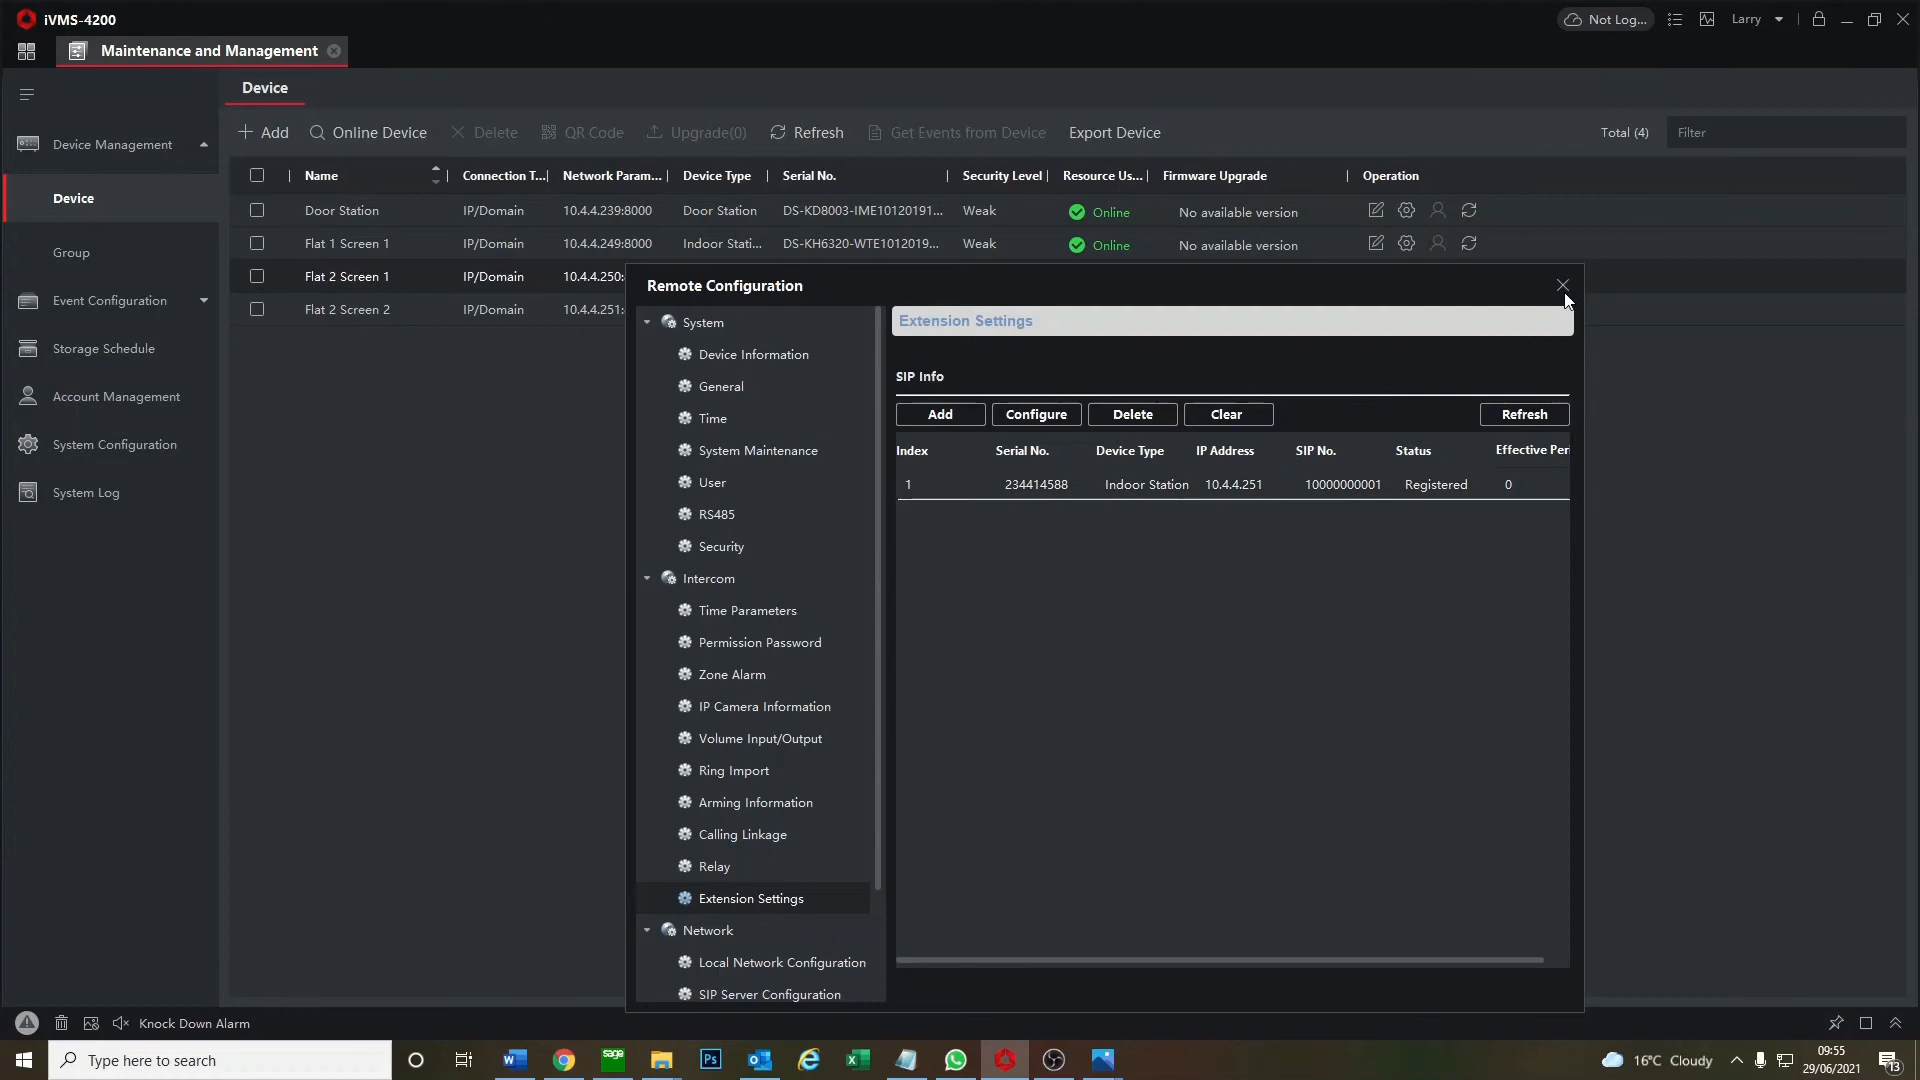 iVMS-4200
Not Log...
Larry
Maintenance and Management
Device
Add
Online Device
Delete
QR Code
Upgrade(0)
Refresh
Get Events from Device
Export Device
Total (4)
Filter
Device Management
Device
Group
Event Configuration
Storage Schedule
Account Management
System Configuration
System Log
Name
Connection T...
Network Param...
Device Type
Serial No.
Security Level
Resource Us...
Firmware Upgrade
Operation
Door Station IP/Domain 10.4.4.239:8000 Door Station DS-KD8003-IME10120191... Weak Online No available version
Flat 1 Screen 1 IP/Domain 10.4.4.249:8000 Indoor Stati... DS-KH6320-WTE1012019... Weak Online No available version
Flat 2 Screen 1 IP/Domain 10.4.4.250:
Flat 2 Screen 2 IP/Domain 10.4.4.251:
Remote Configuration
System
Device Information
General
Time
System Maintenance
User
RS485
Security
Intercom
Time Parameters
Permission Password
Zone Alarm
IP Camera Information
Volume Input/Output
Ring Import
Arming Information
Calling Linkage
Relay
Extension Settings
Network
Local Network Configuration
SIP Server Configuration
Extension Settings
SIP Info
Add
Configure
Delete
Clear
Refresh
Index Serial No. Device Type IP Address SIP No. Status Effective Peri
1 234414588 Indoor Station 10.4.4.251 10000000001 Registered 0
Knock Down Alarm
Type here to search
sage
Ps
16°C Cloudy
09:55
29/06/2021
13